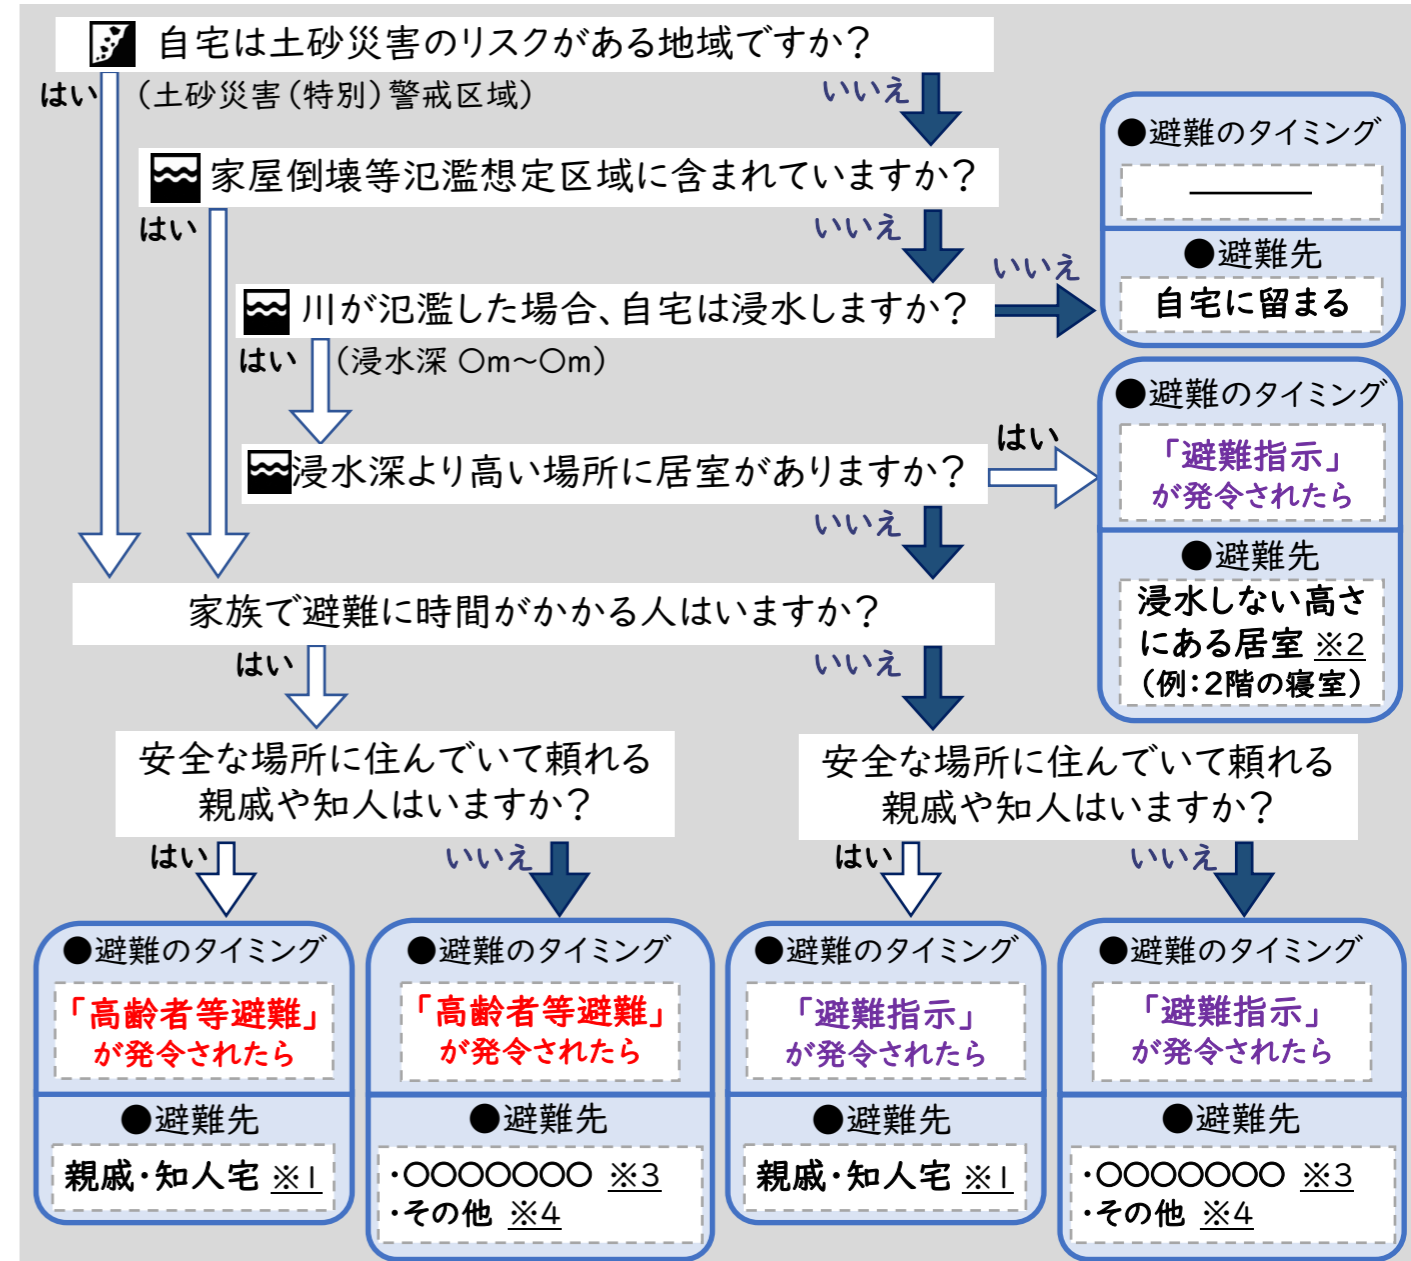 自宅は土砂災害のリスクがある地域ですか？
はい
（土砂災害（特別）警戒区域）
いいえ
家屋倒壊等氾濫想定区域に含まれていますか？
はい
いいえ
川が氾濫した場合、自宅は浸水しますか？
いいえ
はい
（浸水深 〇m～〇m）
●避難のタイミング
●避難先
自宅に留まる
浸水深より高い場所に居室がありますか？
はい
いいえ
●避難のタイミング
「避難指示」
が発令されたら
●避難先
浸水しない高さ
にある居室 ※2
（例：2階の寝室）
家族で避難に時間がかかる人はいますか？
はい
いいえ
安全な場所に住んでいて頼れる
親戚や知人はいますか？
はい
いいえ
安全な場所に住んでいて頼れる
親戚や知人はいますか？
はい
いいえ
●避難のタイミング
「高齢者等避難」
が発令されたら
●避難先
親戚・知人宅 ※1
●避難のタイミング
「高齢者等避難」
が発令されたら
●避難先
・〇〇〇〇〇〇〇 ※3
・その他 ※4
●避難のタイミング
「避難指示」
が発令されたら
●避難先
親戚・知人宅 ※1
●避難のタイミング
「避難指示」
が発令されたら
●避難先
・〇〇〇〇〇〇〇 ※3
・その他 ※4